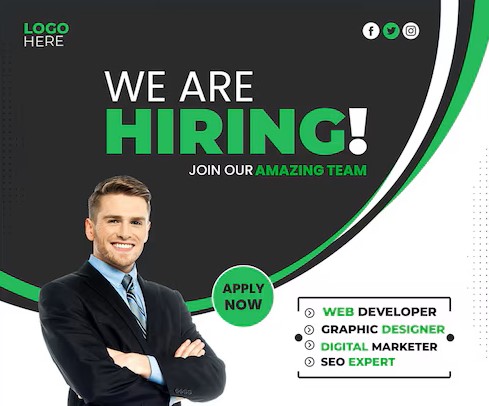 LOGO
HERE
WE ARE
HIRING!
JOIN OUR AMAZING TEAM
APPLY
NOW
WEB DEVELOPER
GRAPHIC DESIGNER
DIGITAL MARKETER
SEO EXPERT